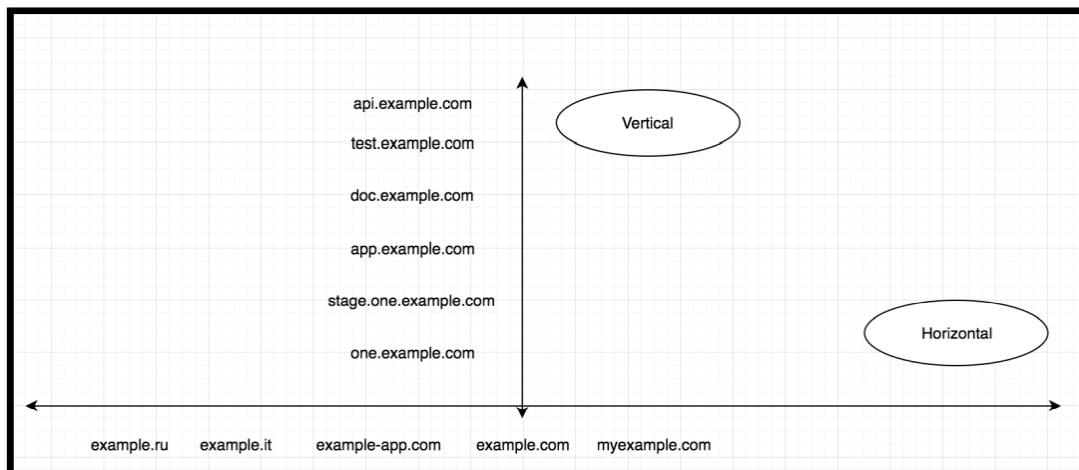 api.example.com
Vertical
test.example.com
doc.example.com
app.example.com
stage.one.example.com
Horizontal
one.example.com
example.ru example.it example-app.com example.com myexample.com